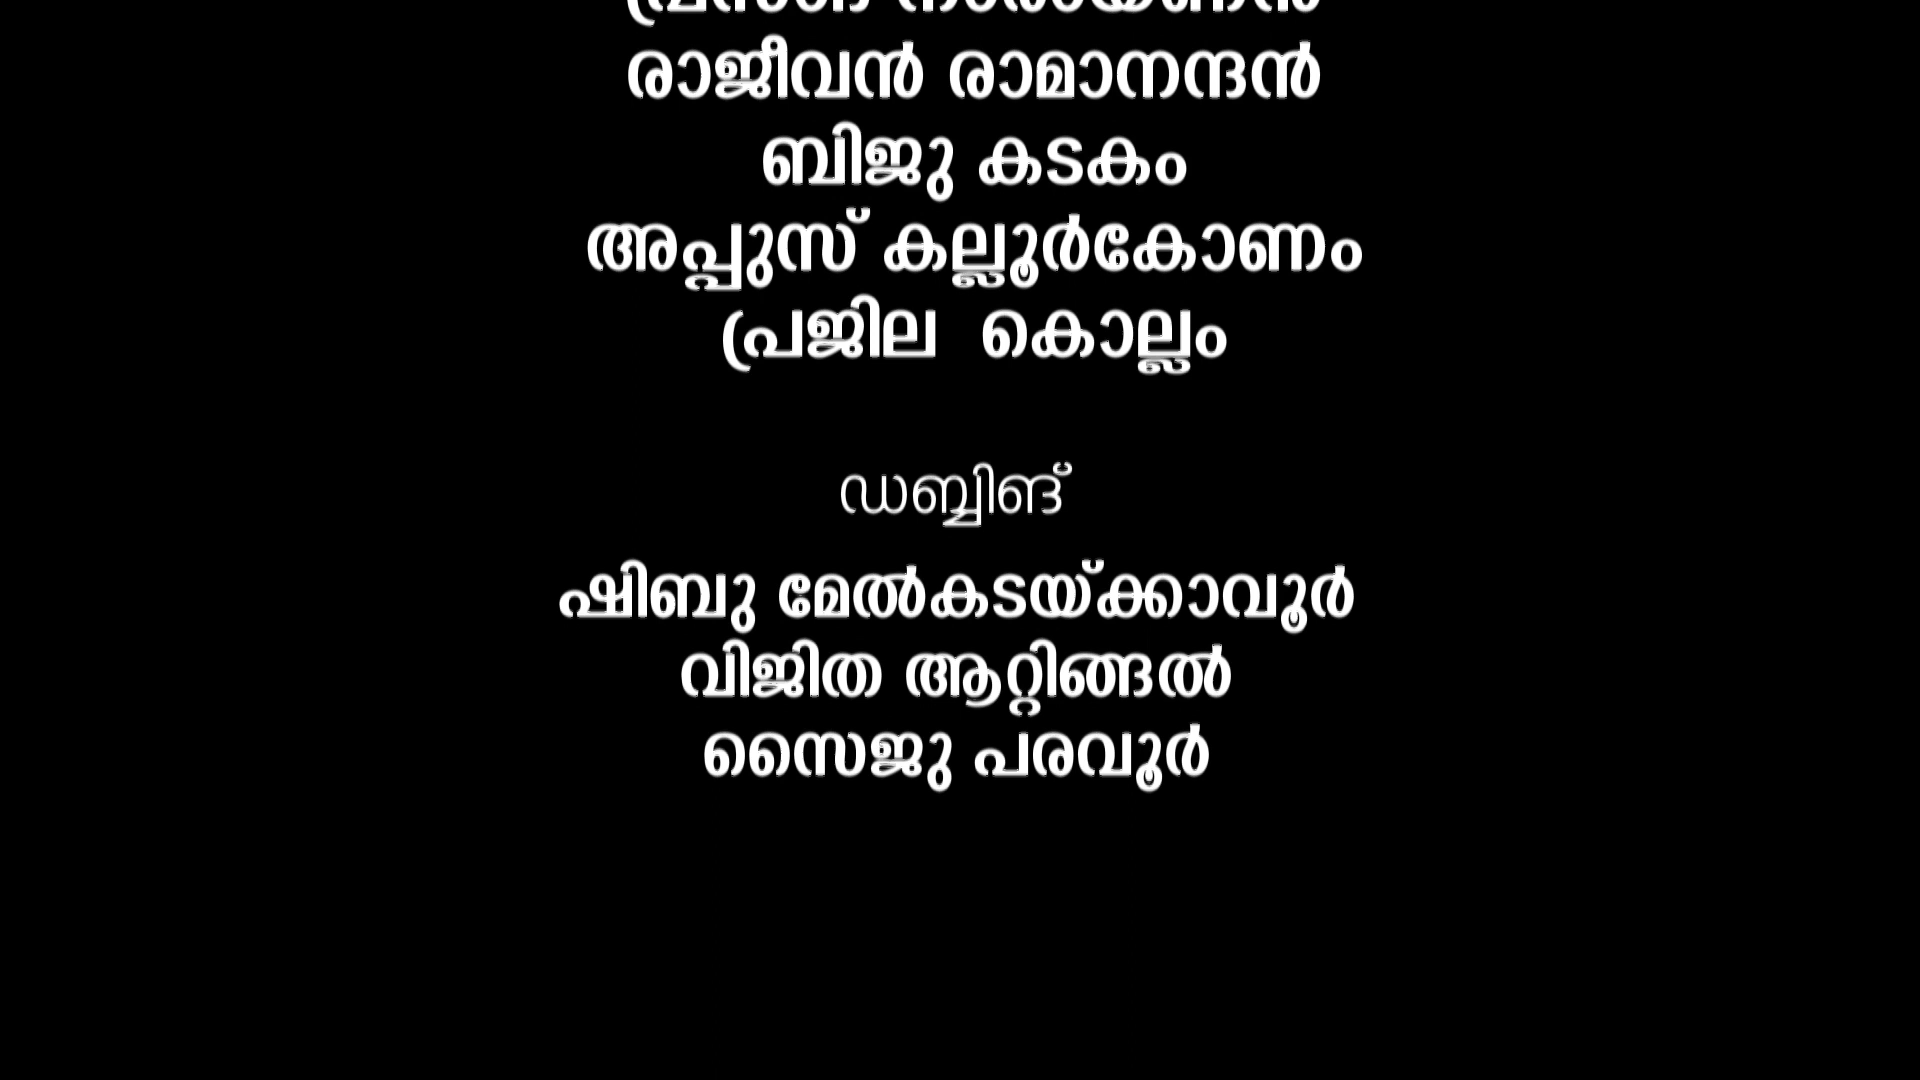 രാജീവൻ രാമാനന്ദൻ
ബിജു കടകം
അപ്പുസ് കല്ലൂർകോണം
പ്രജില കൊല്ലം
ഡബ്ബിങ്
ഷിബു മേൽകടയ്ക്കാവൂർ
വിജിത ആറ്റിങ്ങൽ
സൈജു പരവൂർ